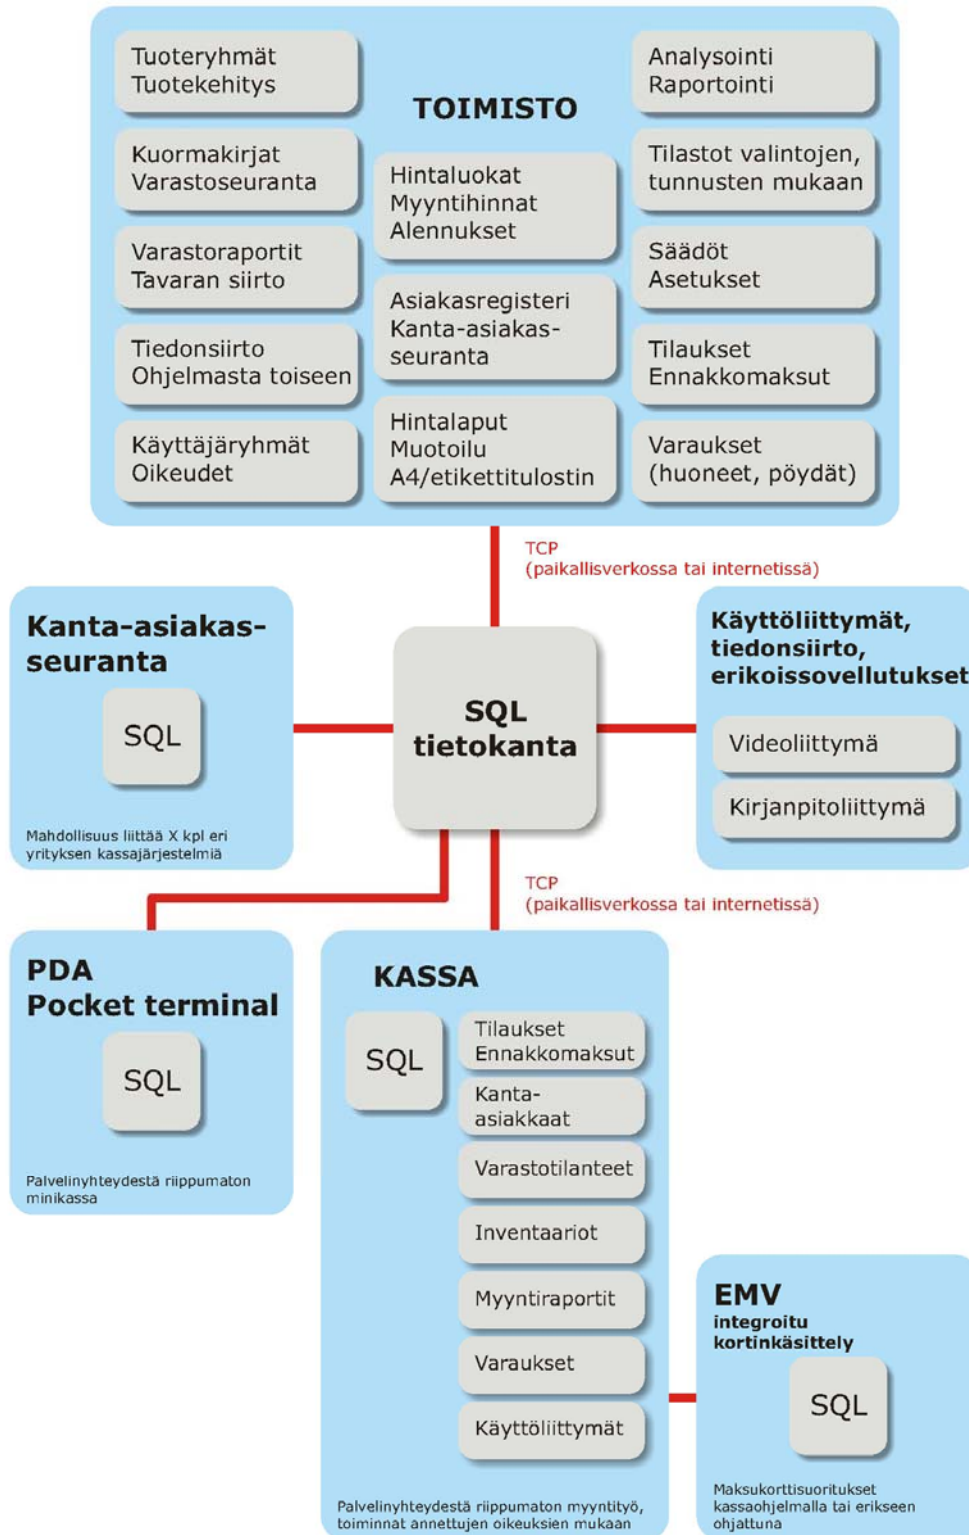 TOIMISTO
Tuoteryhmät
Tuotekehitys
Kuormakirjat
Varastoseuranta
Varastoraportit
Tavaran siirto
Tiedonsiirto
Ohjelmasta toiseen
Käyttäjäryhmät
Oikeudet
Hintaluokat
Myyntihinnat
Alennukset
Asiakasregisteri
Kanta-asiakas-
seuranta
Hintalaput
Muotoilu
A4/etikettitulostin
Analysointi
Raportointi
Tilastot valintojen,
tunnusten mukaan
Säädöt
Asetukset
Tilaukset
Ennakkomaksut
Varaukset
(huoneet, pöydät)
TCP
(paikallisverkossa tai internetissä)
Kanta-asiakas-
seuranta
SQL
Mahdollisuus liittää X kpl eri
yrityksen kassajärjestelmiä
SQL
tietokanta
Käyttöliittymät,
tiedonsiirto,
erikoissovellutukset
Videoliittymä
Kirjanpitoliittymä
TCP
(paikallisverkossa tai internetissä)
PDA
Pocket terminal
SQL
Palvelinyhteydestä riippumaton
minikassa
KASSA
SQL
Tilaukset
Ennakkomaksut
Kanta-
asiakkaat
Varastotilanteet
Inventaariot
Myyntiraportit
Varaukset
Käyttöliittymät
Palvelinyhteydestä riippumaton myyntityö,
toiminnat annettujen oikeuksien mukaan
EMV
integroitu
kortinkäsittely
SQL
Maksukorttisuoritukset
kassaohjelmalla tai erikseen
ohjattuna